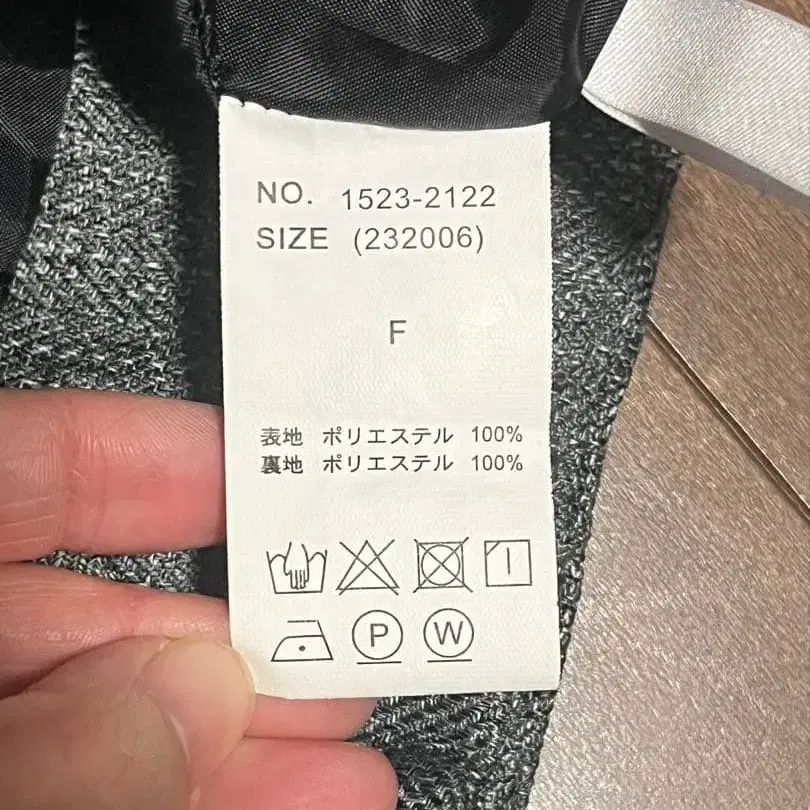 NO. 1523-2122
SIZE (232006)
F
表地 ポリエステル 100%
裏地 ポリエステル 100%
P W